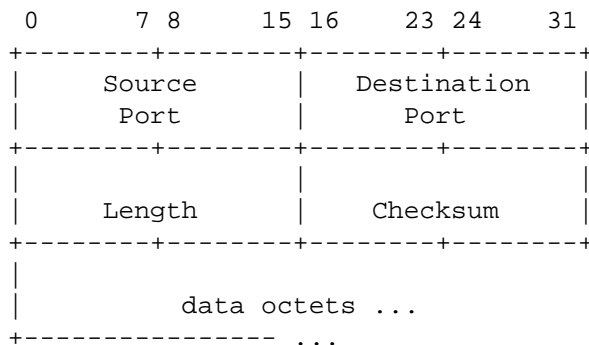 0 7 8 15 16 23 24 31
+--------+--------+--------+--------+
| Source | Destination |
| Port | Port |
+--------+--------+--------+--------+
| | |
| Length | Checksum |
+--------+--------+--------+--------+
|
| data octets ...
+---------------- ...